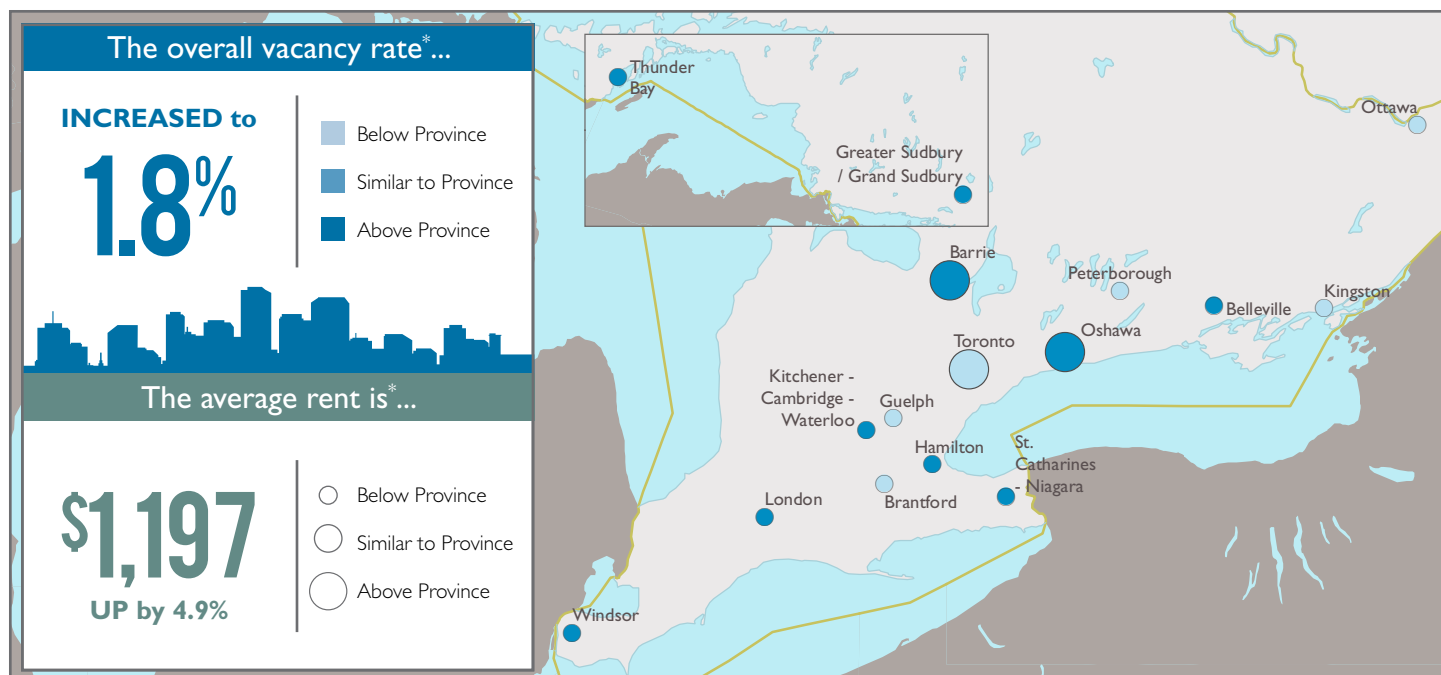 The overall vacancy rate*...
INCREASED to
1.8%
Below Province
Similar to Province
Above Province
The average rent is*...
$1,197
UP by 4.9%
Below Province
Similar to Province
Above Province
Thunder
Bay
Greater Sudbury
/ Grand Sudbury
Ottawa
Barrie
Peterborough
Belleville
Kingston
Toronto
Oshawa
Kitchener -
Cambridge -
Waterloo
Guelph
Hamilton
St.
Catharines
- Niagara
Brantford
London
Windsor